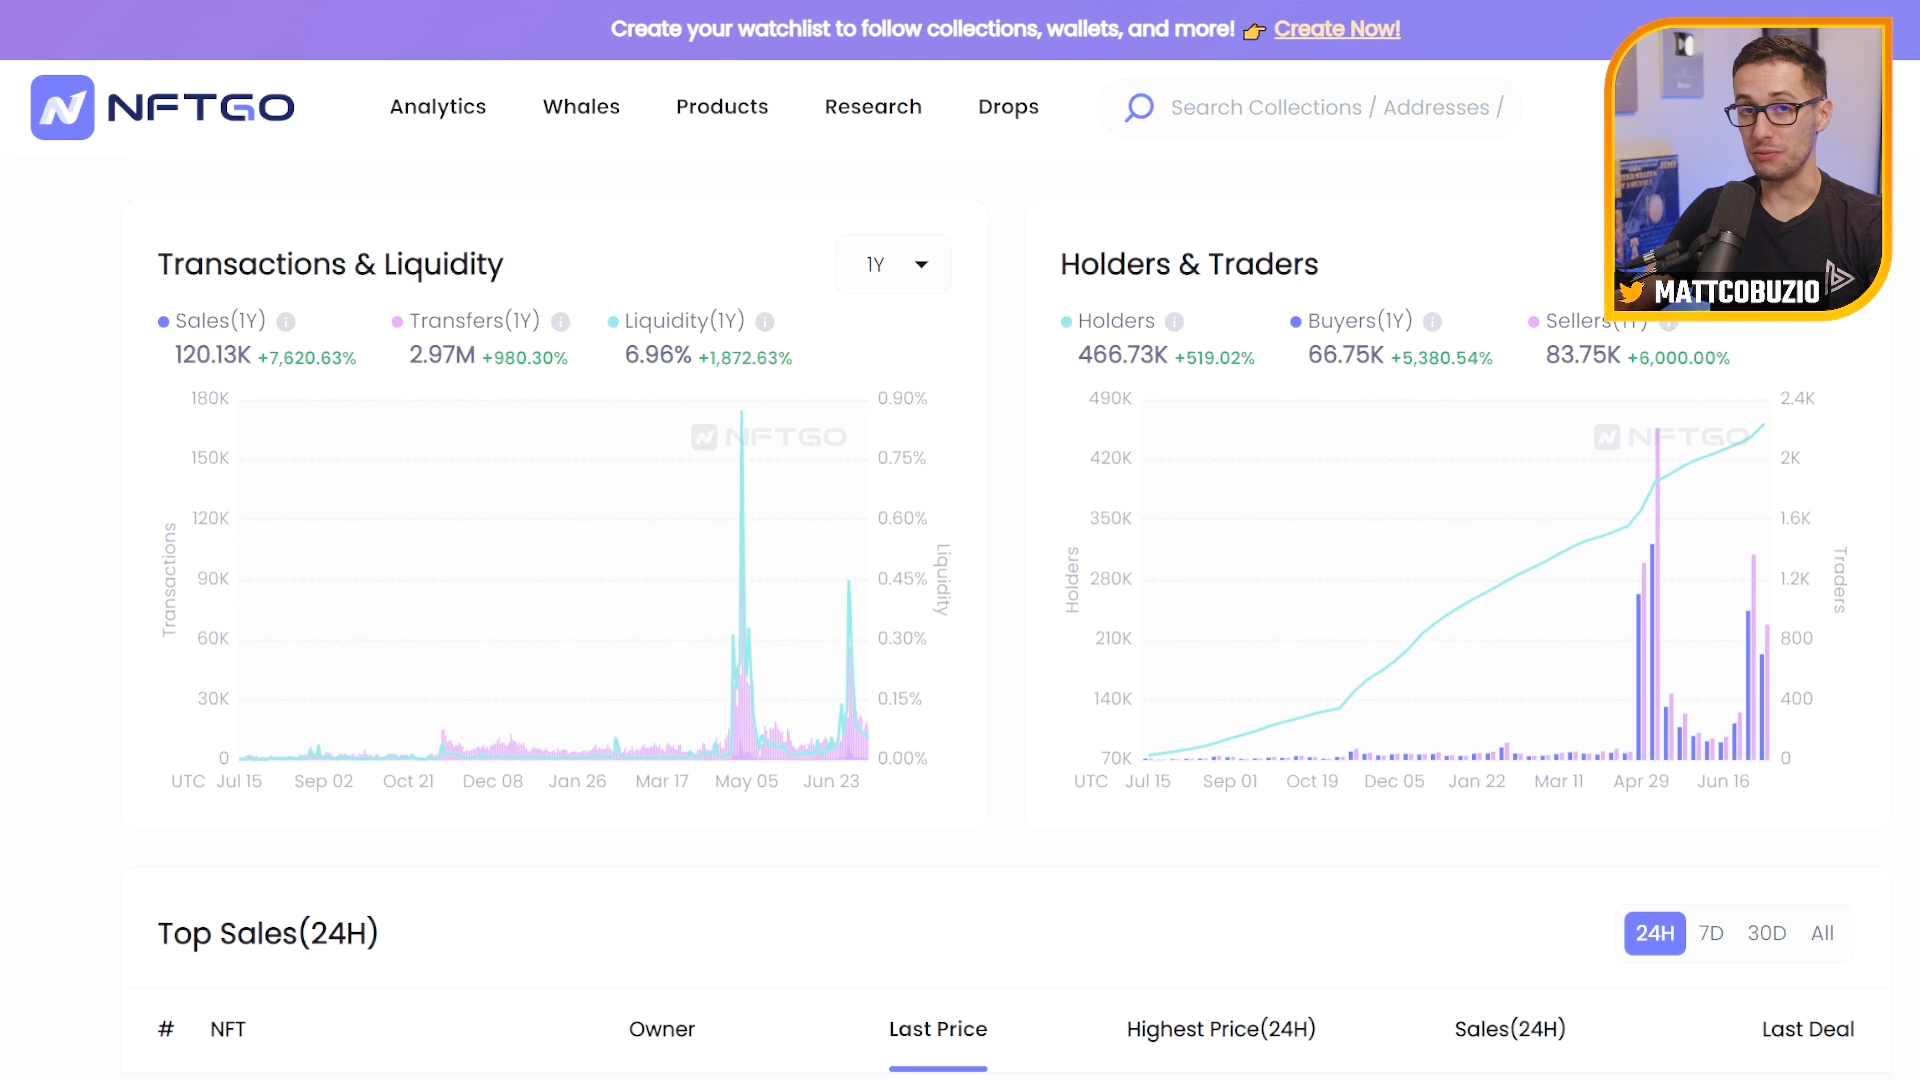 Create your watchlist to follow collections, wallets, and more! 👉 Create Now!
NFTGO
Analytics
Whales
Products
Research
Drops
Search Collections / Addresses /
MATTCOBUZIO
Transactions & Liquidity
1Y
Sales(1Y)
Transfers(1Y)
Liquidity(1Y)
120.13K +7,620.63%
2.97M +980.30%
6.96% +1,872.63%
180K
150K
120K
90K
60K
30K
0
Transactions
NFTGO
0.90%
0.75%
0.60%
0.45%
0.30%
0.15%
0.00%
Liquidity
UTC
Jul 15
Sep 02
Oct 21
Dec 08
Jan 26
Mar 17
May 05
Jun 23
Holders & Traders
Holders
Buyers(1Y)
Sellers(1Y)
466.73K +519.02%
66.75K +5,380.54%
83.75K +6,000.00%
490K
420K
350K
280K
210K
140K
70K
Holders
NFTGO
2.4K
2K
1.6K
1.2K
800
400
0
Traders
UTC
Jul 15
Sep 01
Oct 19
Dec 05
Jan 22
Mar 11
Apr 29
Jun 16
Top Sales(24H)
24H
7D
30D
All
#
NFT
Owner
Last Price
Highest Price(24H)
Sales(24H)
Last Deal